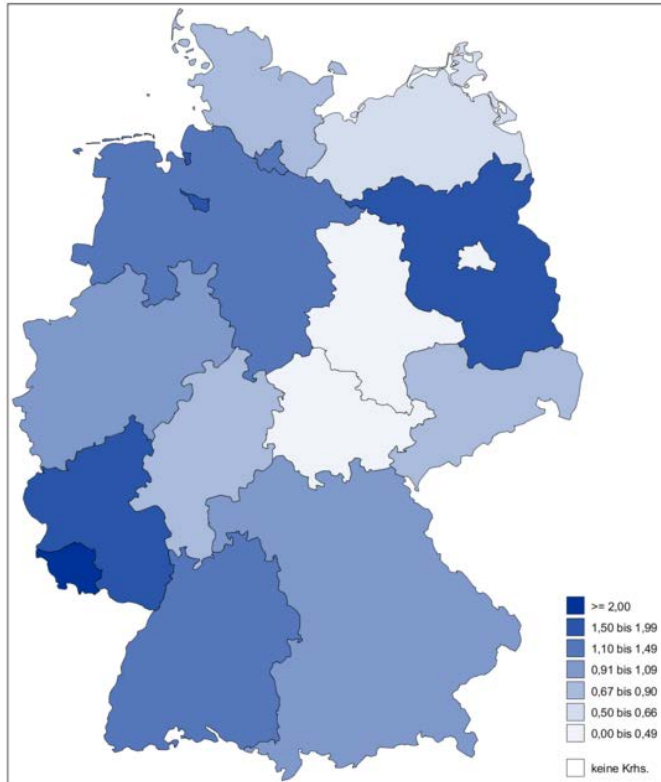 >= 2,00
1,50 bis 1,99
1,10 bis 1,49
0,91 bis 1,09
0,67 bis 0,90
0,50 bis 0,66
0,00 bis 0,49
keine Krhs.